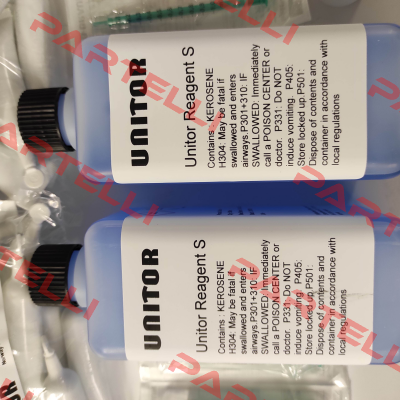 UNITOR
Unitor Reagent S
Contains : KEROSENE
H304: May be fatal if
swallowed and enters
airways.P301+310: IF
SWALLOWED: Immediately
call a POISON CENTER or
doctor. P331: Do NOT
induce vomiting. P405:
Store locked up.P501:
Dispose of contents and
container in accordance with
local regulations
UNITOR
Unitor Reagent S
Contains : KEROSENE
H304: May be fatal if
swallowed and enters
airways.P301+310: IF
SWALLOWED: Immediately
call a POISON CENTER or
doctor. P331: Do NOT
induce vomiting. P405:
Store locked up.P501:
Dispose of contents and
container in accordance with
local regulations
PARTELLI
PARTELLI
PARTELLI